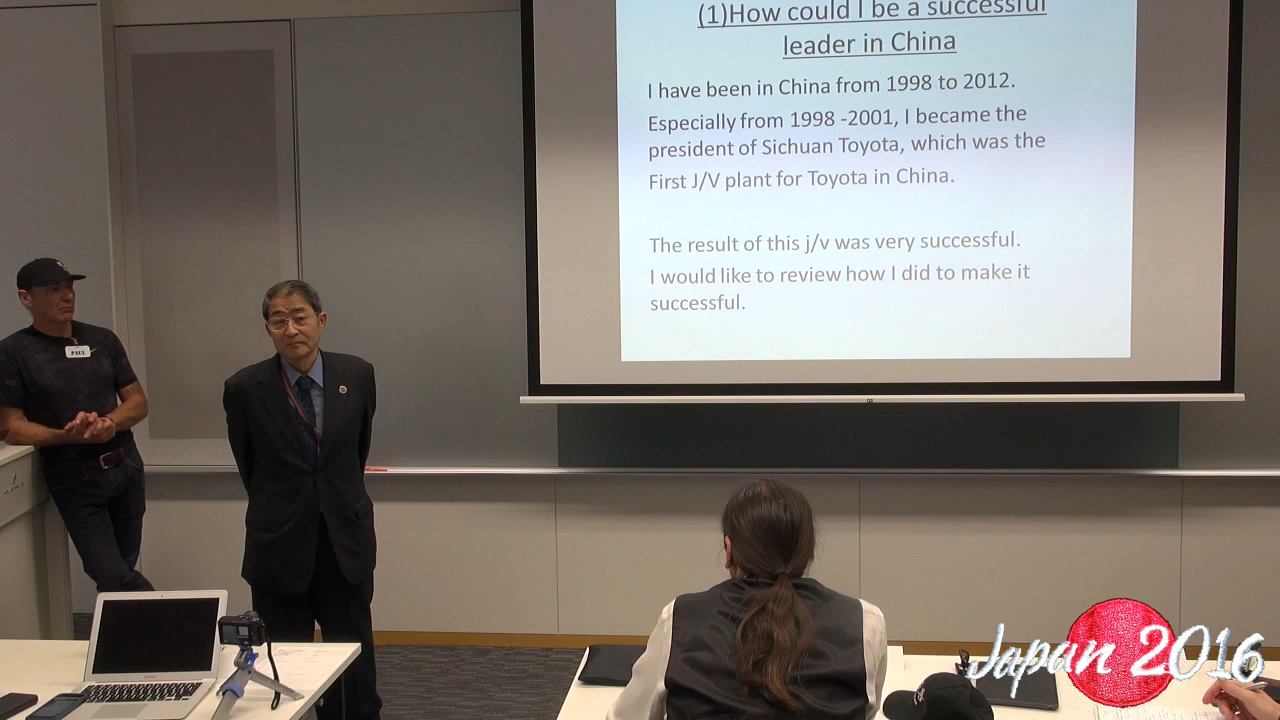 (1)How could I be a successful
leader in China
I have been in China from 1998 to 2012.
Especially from 1998 -2001, I became the
president of Sichuan Toyota, which was the
First J/V plant for Toyota in China.
The result of this j/v was very successful.
I would like to review how I did to make it
successful.
PAUL
Japan 2016